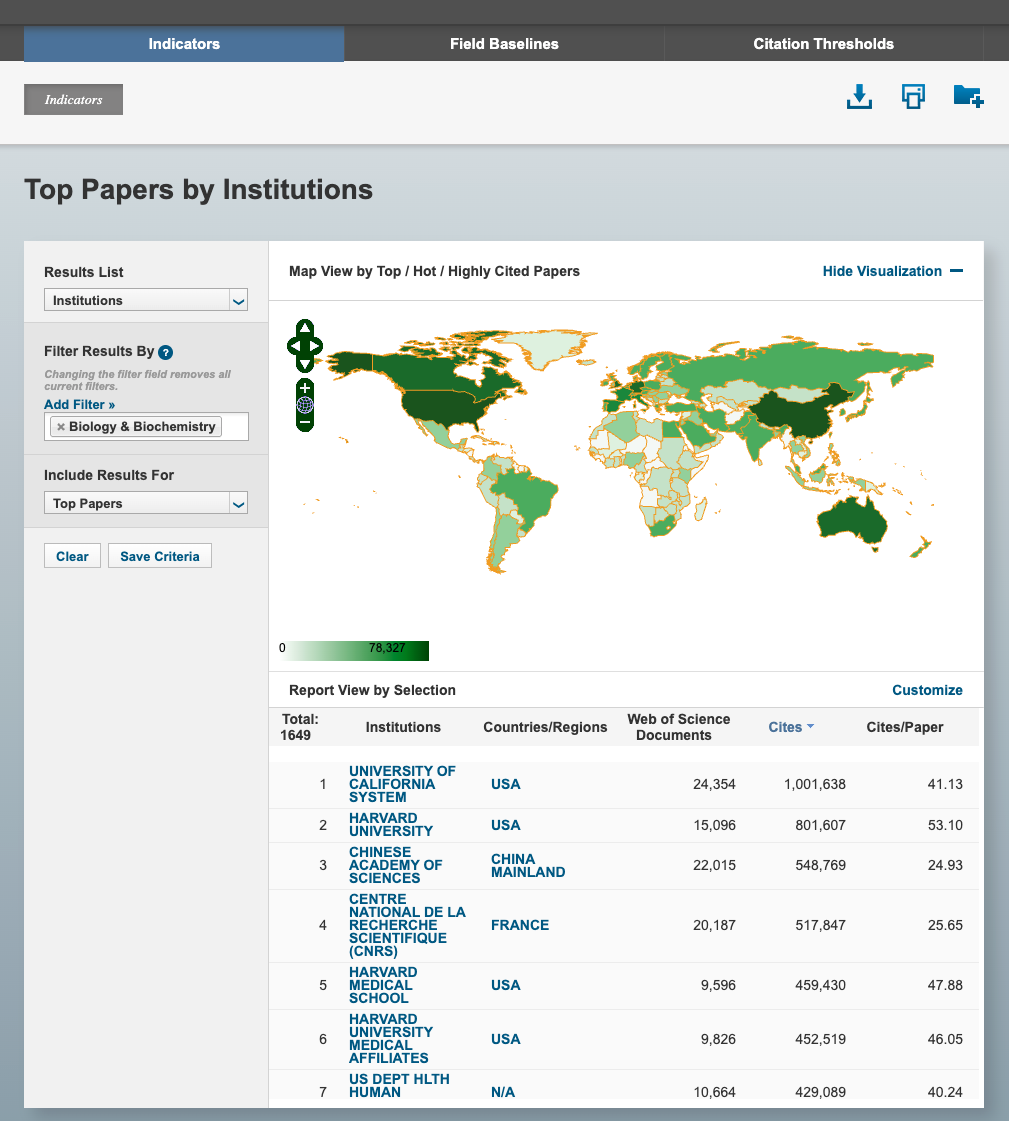 Indicators
Field Baselines
Citation Thresholds
Indicators
Top Papers by Institutions
Results List
Institutions
Filter Results By ?
Changing the filter field removes all
current filters.
Add Filter »
× Biology & Biochemistry
Include Results For
Top Papers
Clear
Save Criteria
Map View by Top / Hot / Highly Cited Papers
Hide Visualization
0
78,327
Report View by Selection
Customize
Total:
1649
Institutions
Countries/Regions
Web of Science
Documents
Cites
Cites/Paper
1
UNIVERSITY OF
CALIFORNIA
SYSTEM
USA
24,354
1,001,638
41.13
2
HARVARD
UNIVERSITY
USA
15,096
801,607
53.10
3
CHINESE
ACADEMY OF
SCIENCES
CHINA
MAINLAND
22,015
548,769
24.93
4
CENTRE
NATIONAL DE LA
RECHERCHE
SCIENTIFIQUE
(CNRS)
FRANCE
20,187
517,847
25.65
5
HARVARD
MEDICAL
SCHOOL
USA
9,596
459,430
47.88
6
HARVARD
UNIVERSITY
MEDICAL
AFFILIATES
USA
9,826
452,519
46.05
7
US DEPT HLTH
HUMAN
N/A
10,664
429,089
40.24